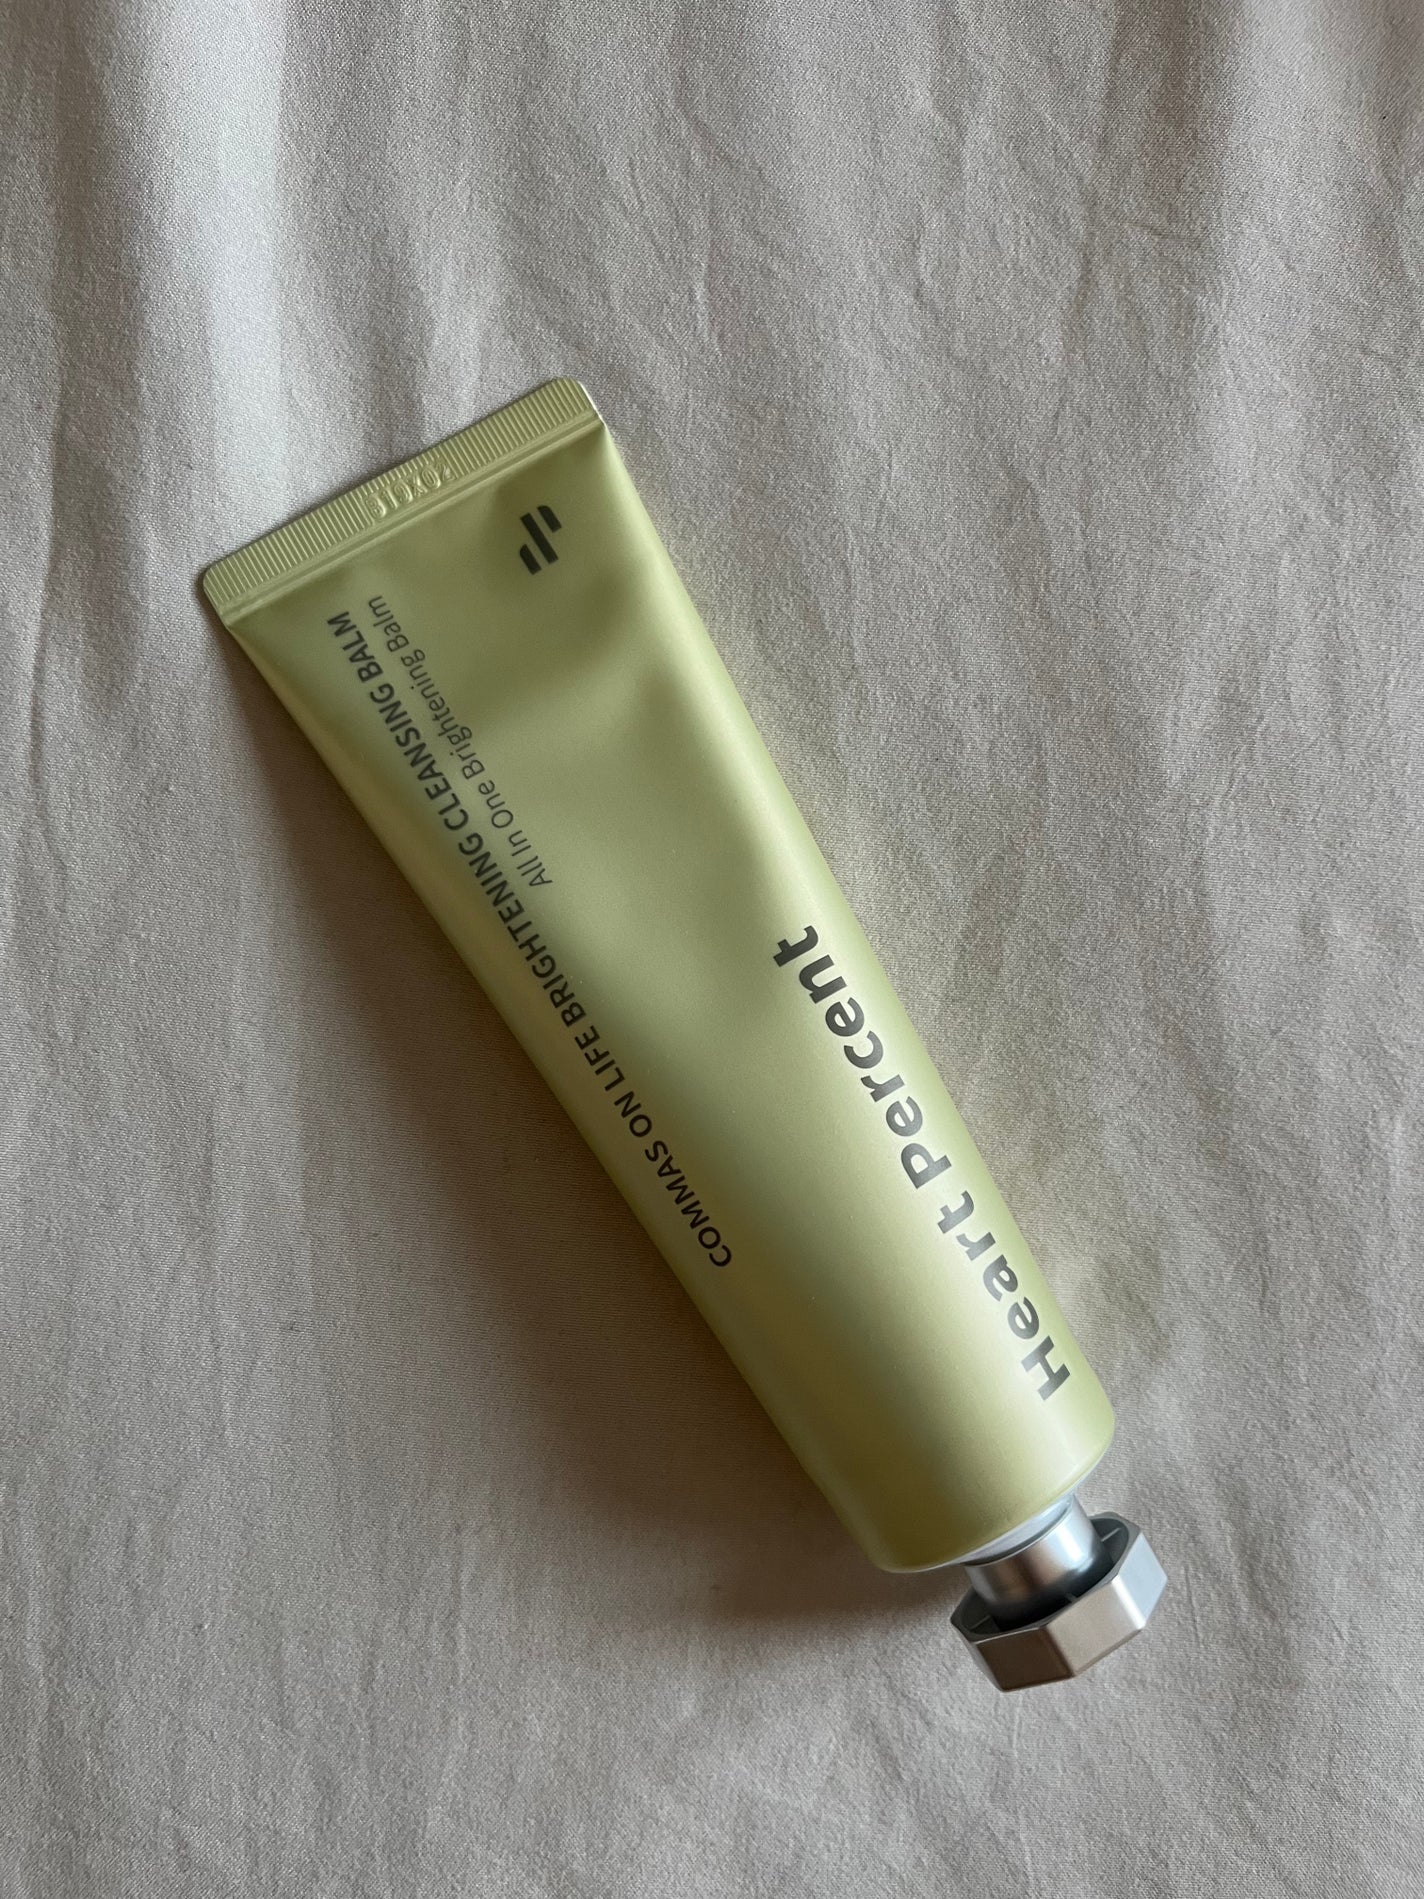 Heart Percent
COMMAS ON LIFE BRIGHTENING CLEANSING BALM
All In One Brightening Balm